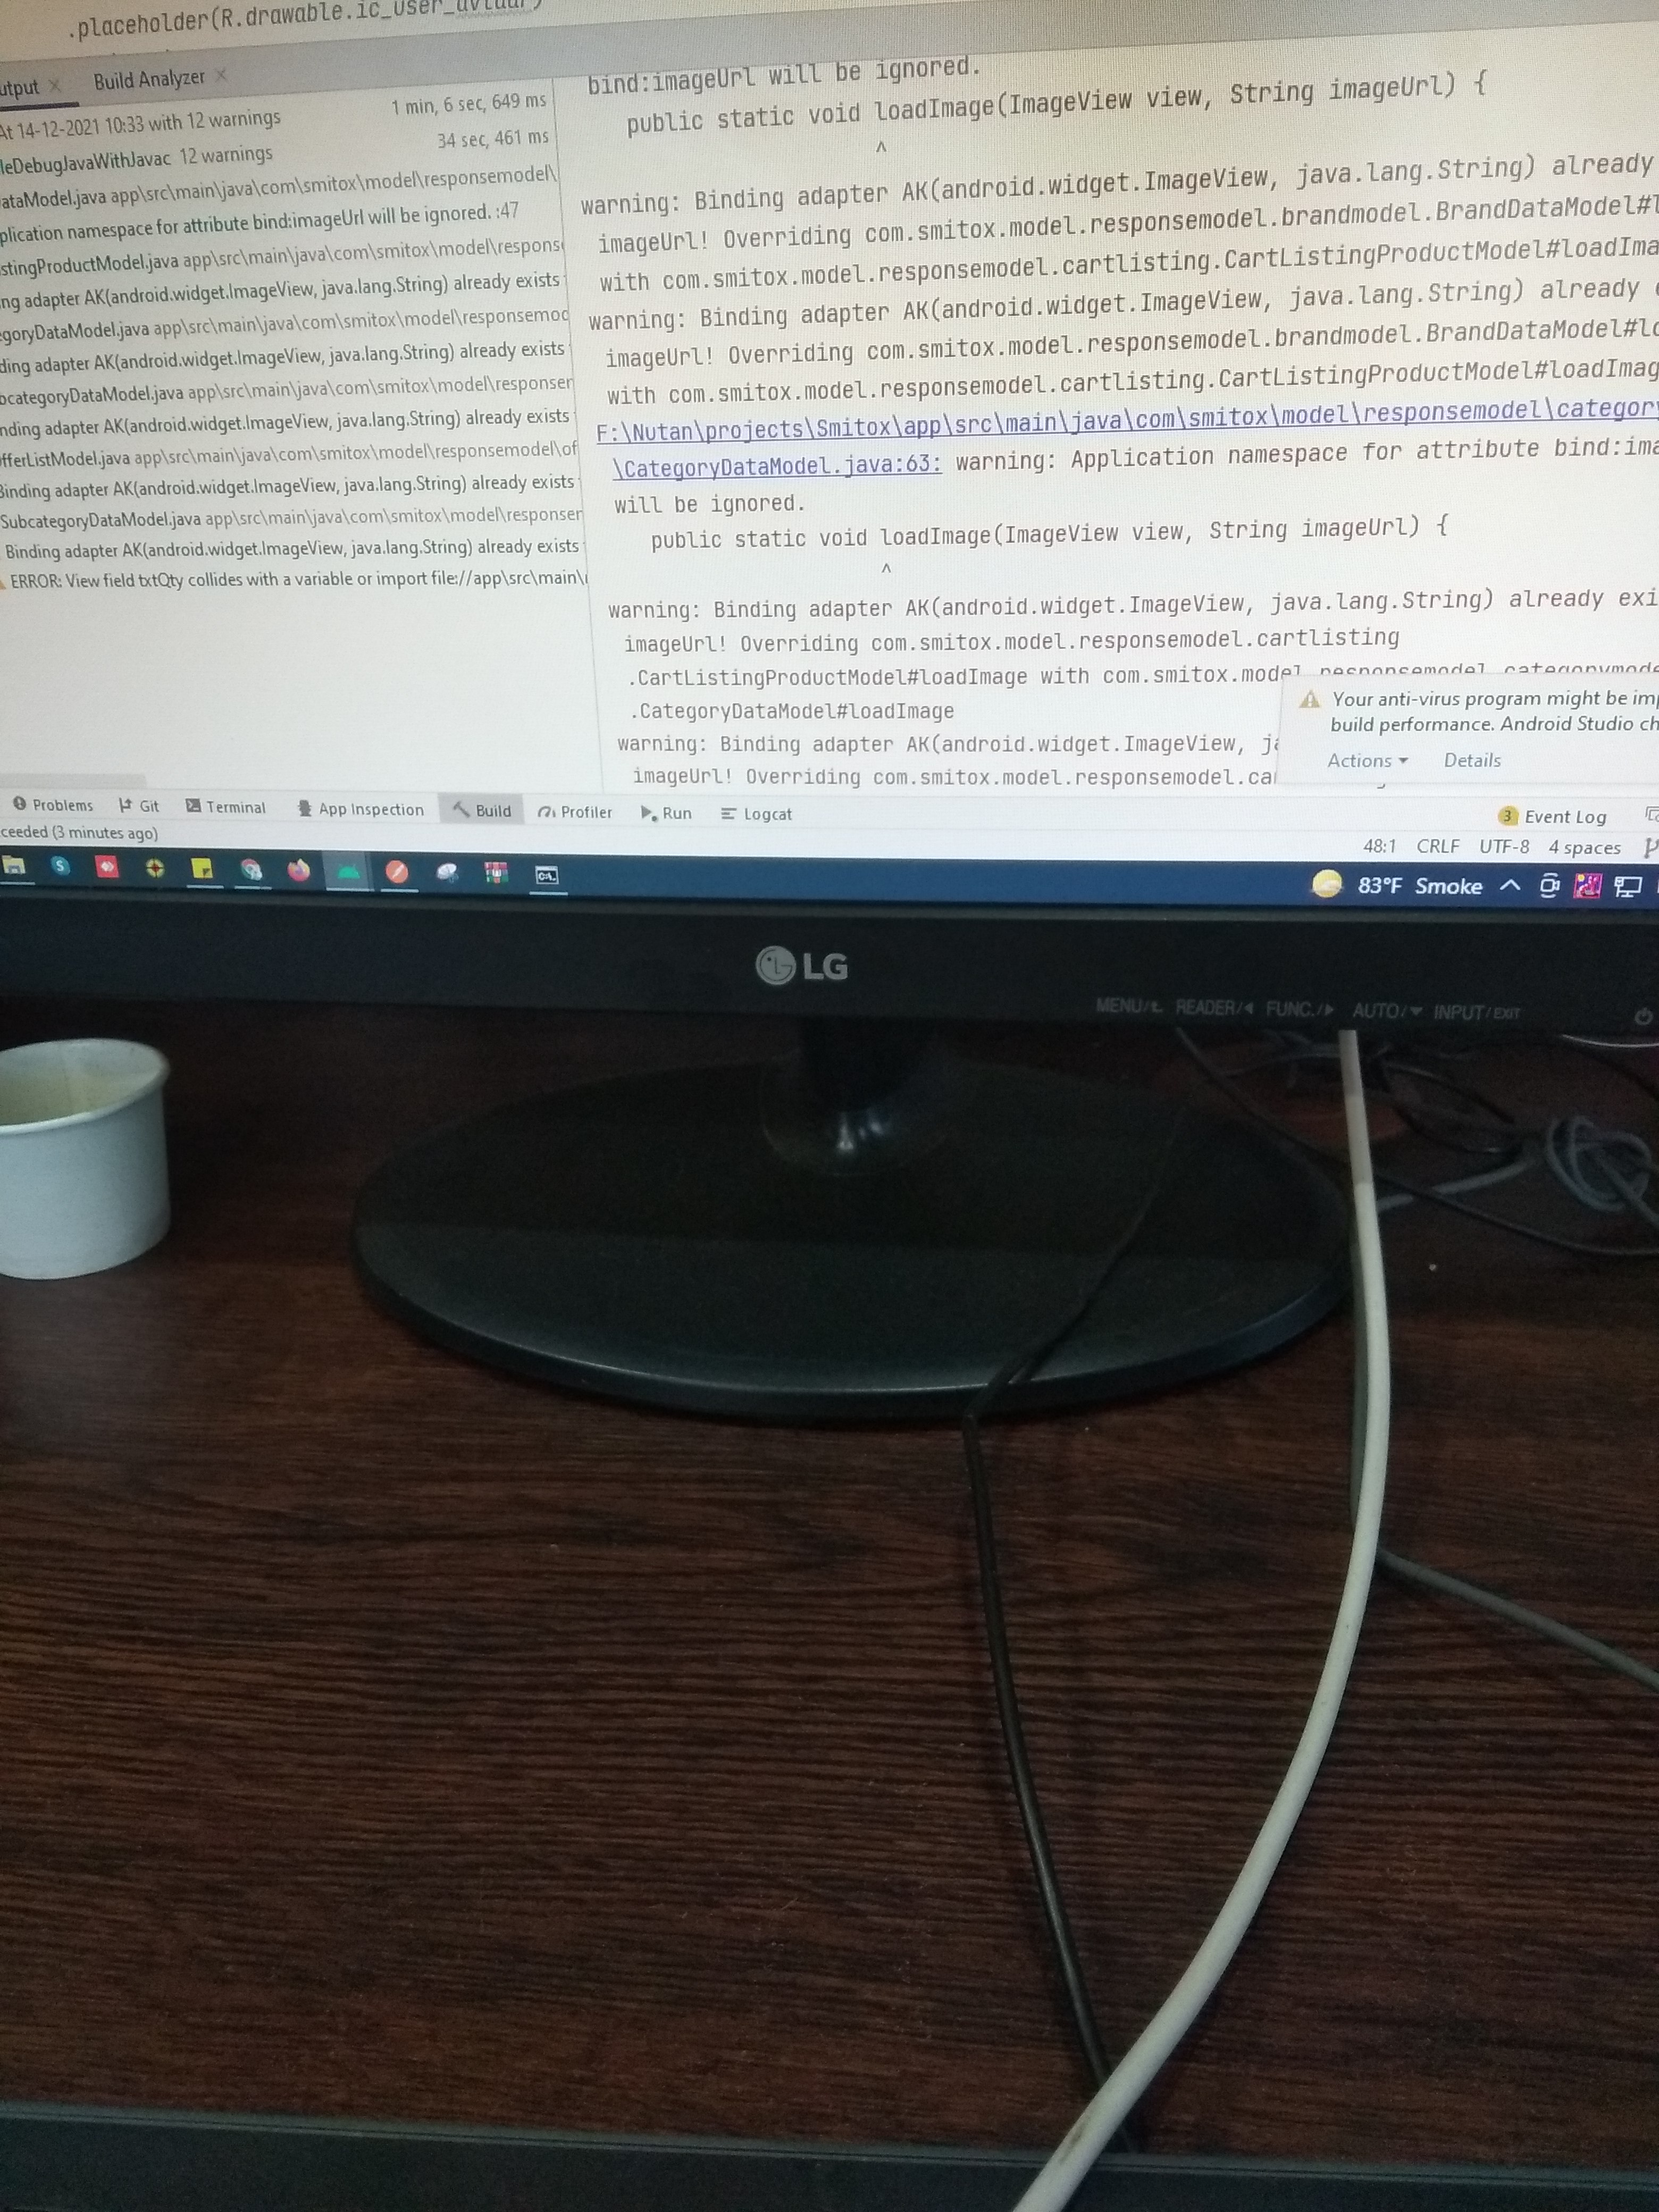 .placeholder(R.drawable.ic_user_avtaar)
utput
Build Analyzer
At 14-12-2021 10:33 with 12 warnings
1 min, 6 sec, 649 ms
leDebugJavaWithJavac 12 warnings
34 sec, 461 ms
ataModel.java app\src\main\java\com\smitox\model\responsemodel\
plication namespace for attribute bind:imageUrl will be ignored. :47
stingProductModel.java app\src\main\java\com\smitox\model\respons
ng adapter AK(android.widget.ImageView, java.lang.String) already exists
egoryDataModel.java app\src\main\java\com\smitox\model\responsemod
ding adapter AK(android.widget.ImageView, java.lang.String) already exists
bcategoryDataModel.java app\src\main\java\com\smitox\model\responser
nding adapter AK(android.widget.ImageView, java.lang.String) already exists
fferListModel.java app\src\main\java\com\smitox\model\responsemodel\of
Binding adapter AK(android.widget.ImageView, java.lang.String) already exists
SubcategoryDataModel.java app\src\main\java\com\smitox\model\responser
Binding adapter AK(android.widget.ImageView, java.lang.String) already exists
ERROR: View field txtQty collides with a variable or import file://app\src\main\
bind:imageUrl will be ignored.
public static void loadImage(ImageView view, String imageUrl) {
^
warning: Binding adapter AK(android.widget.ImageView, java.lang.String) already
imageUrl! Overriding com.smitox.model.responsemodel.brandmodel.BrandDataModel#l
with com.smitox.model.responsemodel.cartlisting.CartListingProductModel#loadIma
warning: Binding adapter AK(android.widget.ImageView, java.lang.String) already
imageUrl! Overriding com.smitox.model.responsemodel.brandmodel.BrandDataModel#lo
with com.smitox.model.responsemodel.cartlisting.CartListingProductModel#loadImag
F:\Nutan\projects\Smitox\app\src\main\java\com\smitox\model\responsemodel\category
\CategoryDataModel.java:63: warning: Application namespace for attribute bind:ima
will be ignored.
public static void loadImage(ImageView view, String imageUrl) {
^
warning: Binding adapter AK(android.widget.ImageView, java.lang.String) already exi
imageUrl! Overriding com.smitox.model.responsemodel.cartlisting
.CartListingProductModel#loadImage with com.smitox.model.responsemodel.categorymode
.CategoryDataModel#loadImage
warning: Binding adapter AK(android.widget.ImageView, ja
imageUrl! Overriding com.smitox.model.responsemodel.ca
Your anti-virus program might be imp
build performance. Android Studio ch
Actions Details
Problems Git Terminal App Inspection Build Profiler Run Logcat
3 Event Log
ceeded (3 minutes ago)
48:1 CRLF UTF-8 4 spaces
83°F Smoke
LG
MENU/ READER/ FUNC./ AUTO/ INPUT/EXIT